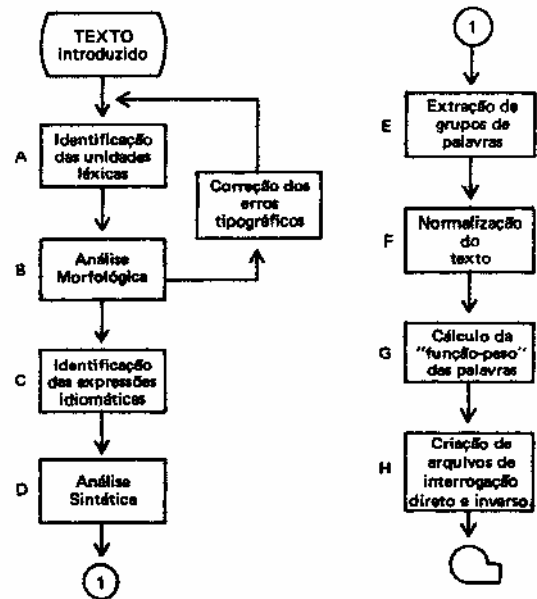 TEXTO
introduzido
A
Identificação
das unidades
léxicas
Correção dos
erros
tipográficos
B
Análise
Morfológica
C
Identificação
das expressões
idiomáticas
D
Análise
Sintética
1
1
E
Extração de
grupos de
palavras
F
Normalização
do
texto
G
Cálculo da
"função-peso"
das palavras
H
Criação de
arquivos de
interrogação
direto e inverso.